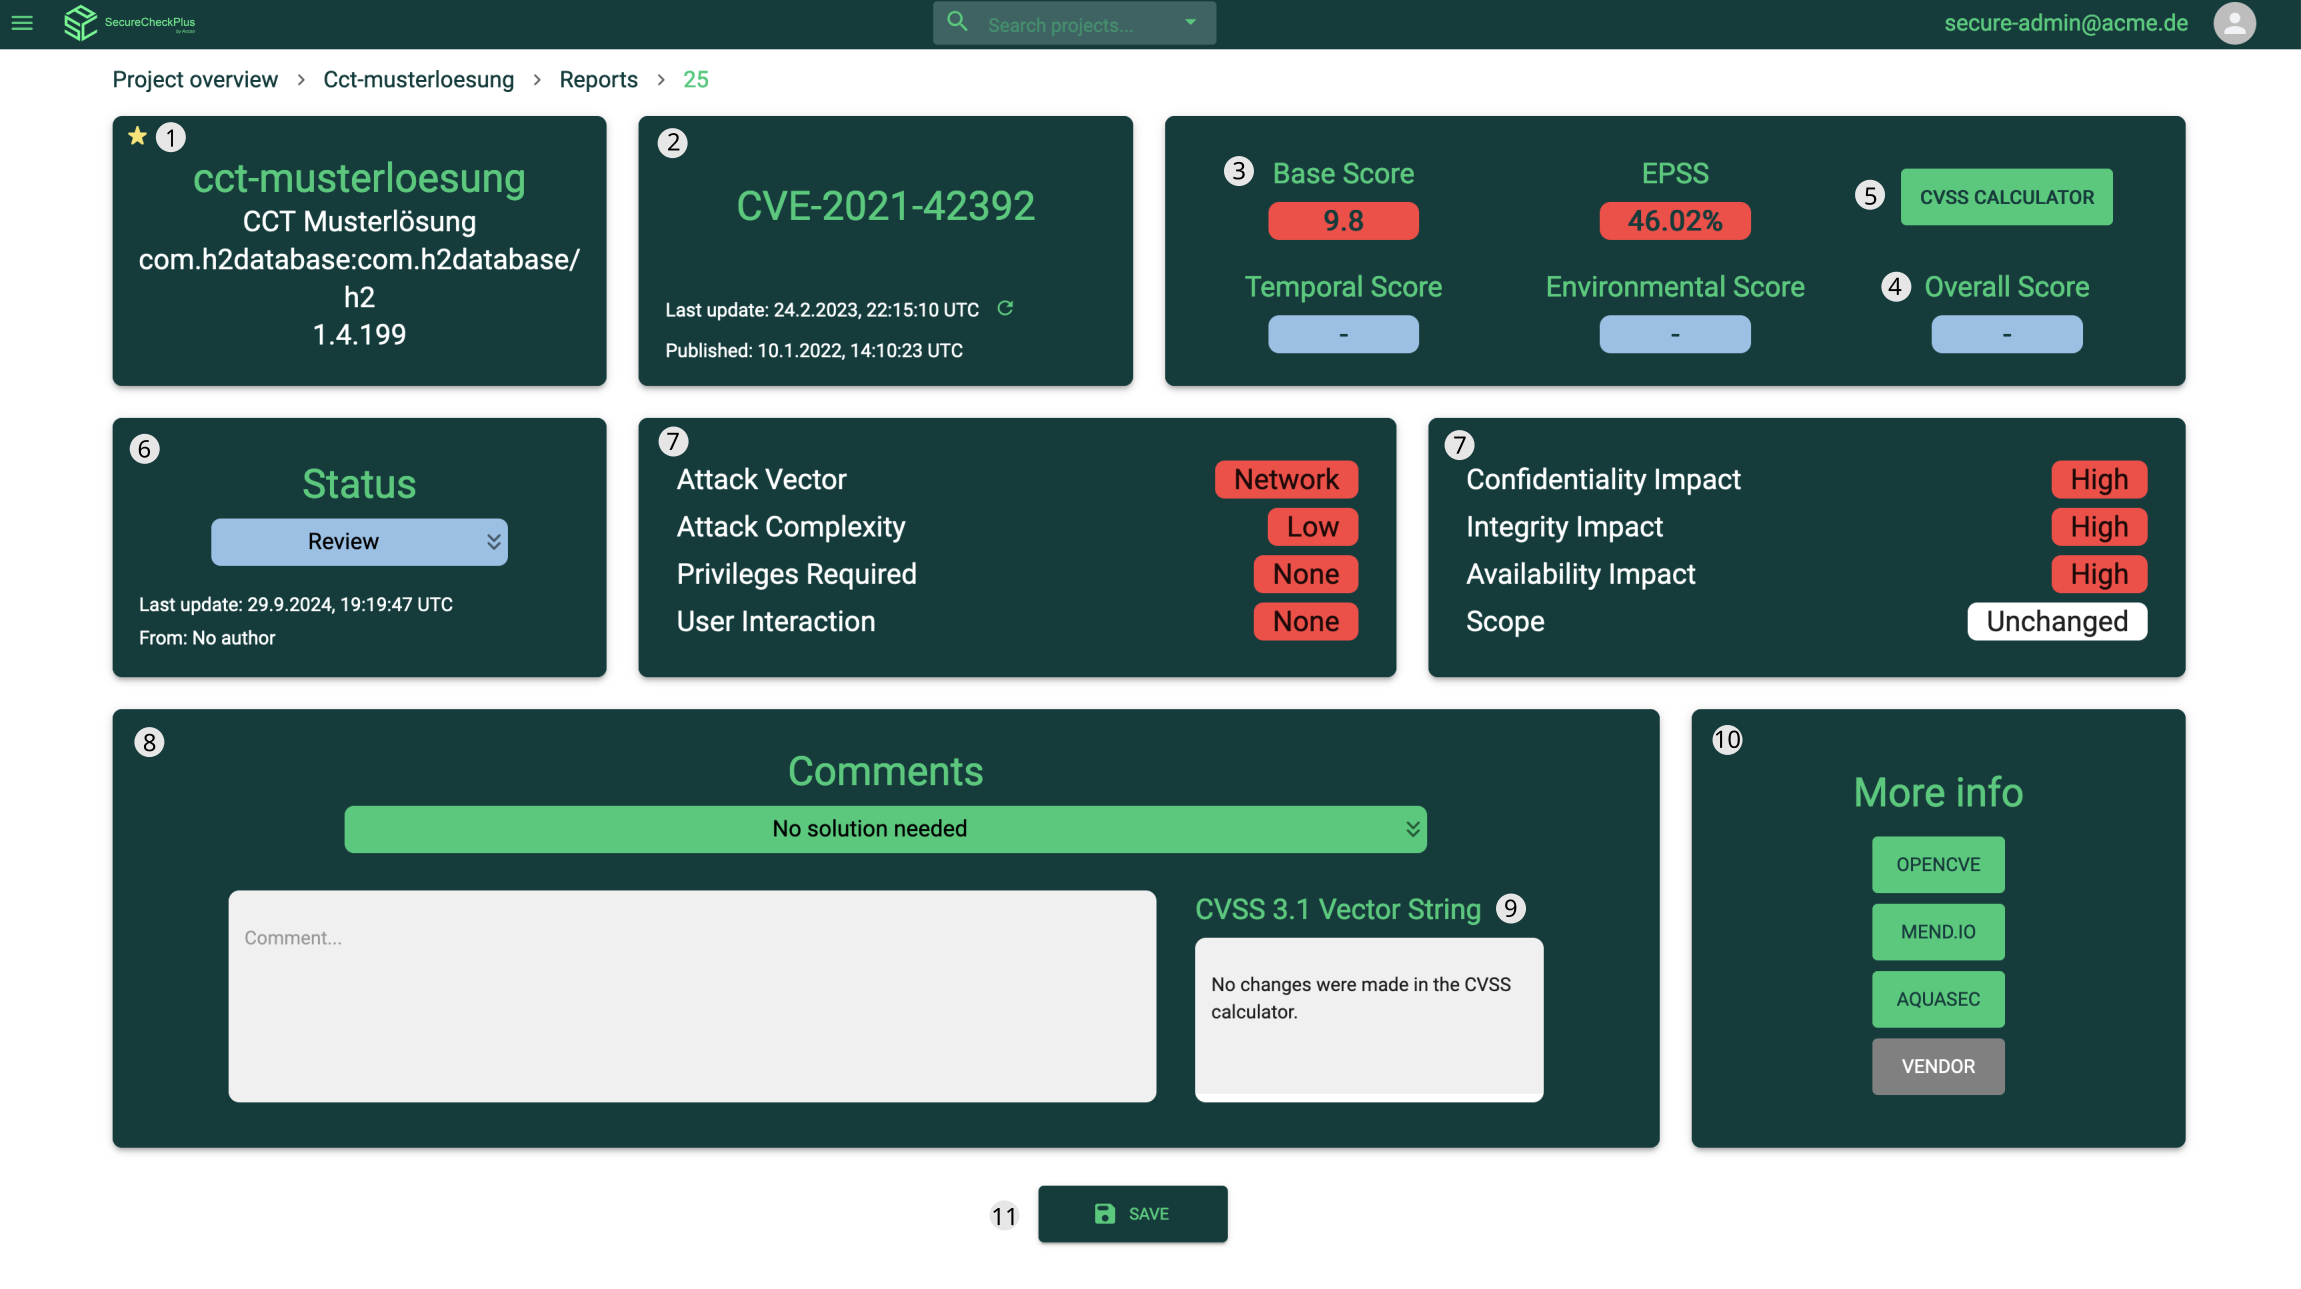 SecureCheckPlus
by Accso
Search projects...
secure-admin@acme.de
Project overview > Cct-musterloesung > Reports > 25
1
cct-musterloesung
CCT Musterlösung
com.h2database:com.h2database/
h2
1.4.199
2
CVE-2021-42392
Last update: 24.2.2023, 22:15:10 UTC
Published: 10.1.2022, 14:10:23 UTC
3 Base Score
9.8
EPSS
46.02%
5 CVSS CALCULATOR
Temporal Score
-
Environmental Score
-
4 Overall Score
-
6
Status
Review
Last update: 29.9.2024, 19:19:47 UTC
From: No author
7
Attack Vector Network
Attack Complexity Low
Privileges Required None
User Interaction None
7
Confidentiality Impact High
Integrity Impact High
Availability Impact High
Scope Unchanged
8
Comments
No solution needed
Comment...
CVSS 3.1 Vector String 9
No changes were made in the CVSS
calculator.
10
More info
OPENCVE
MEND.IO
AQUASEC
VENDOR
11 SAVE